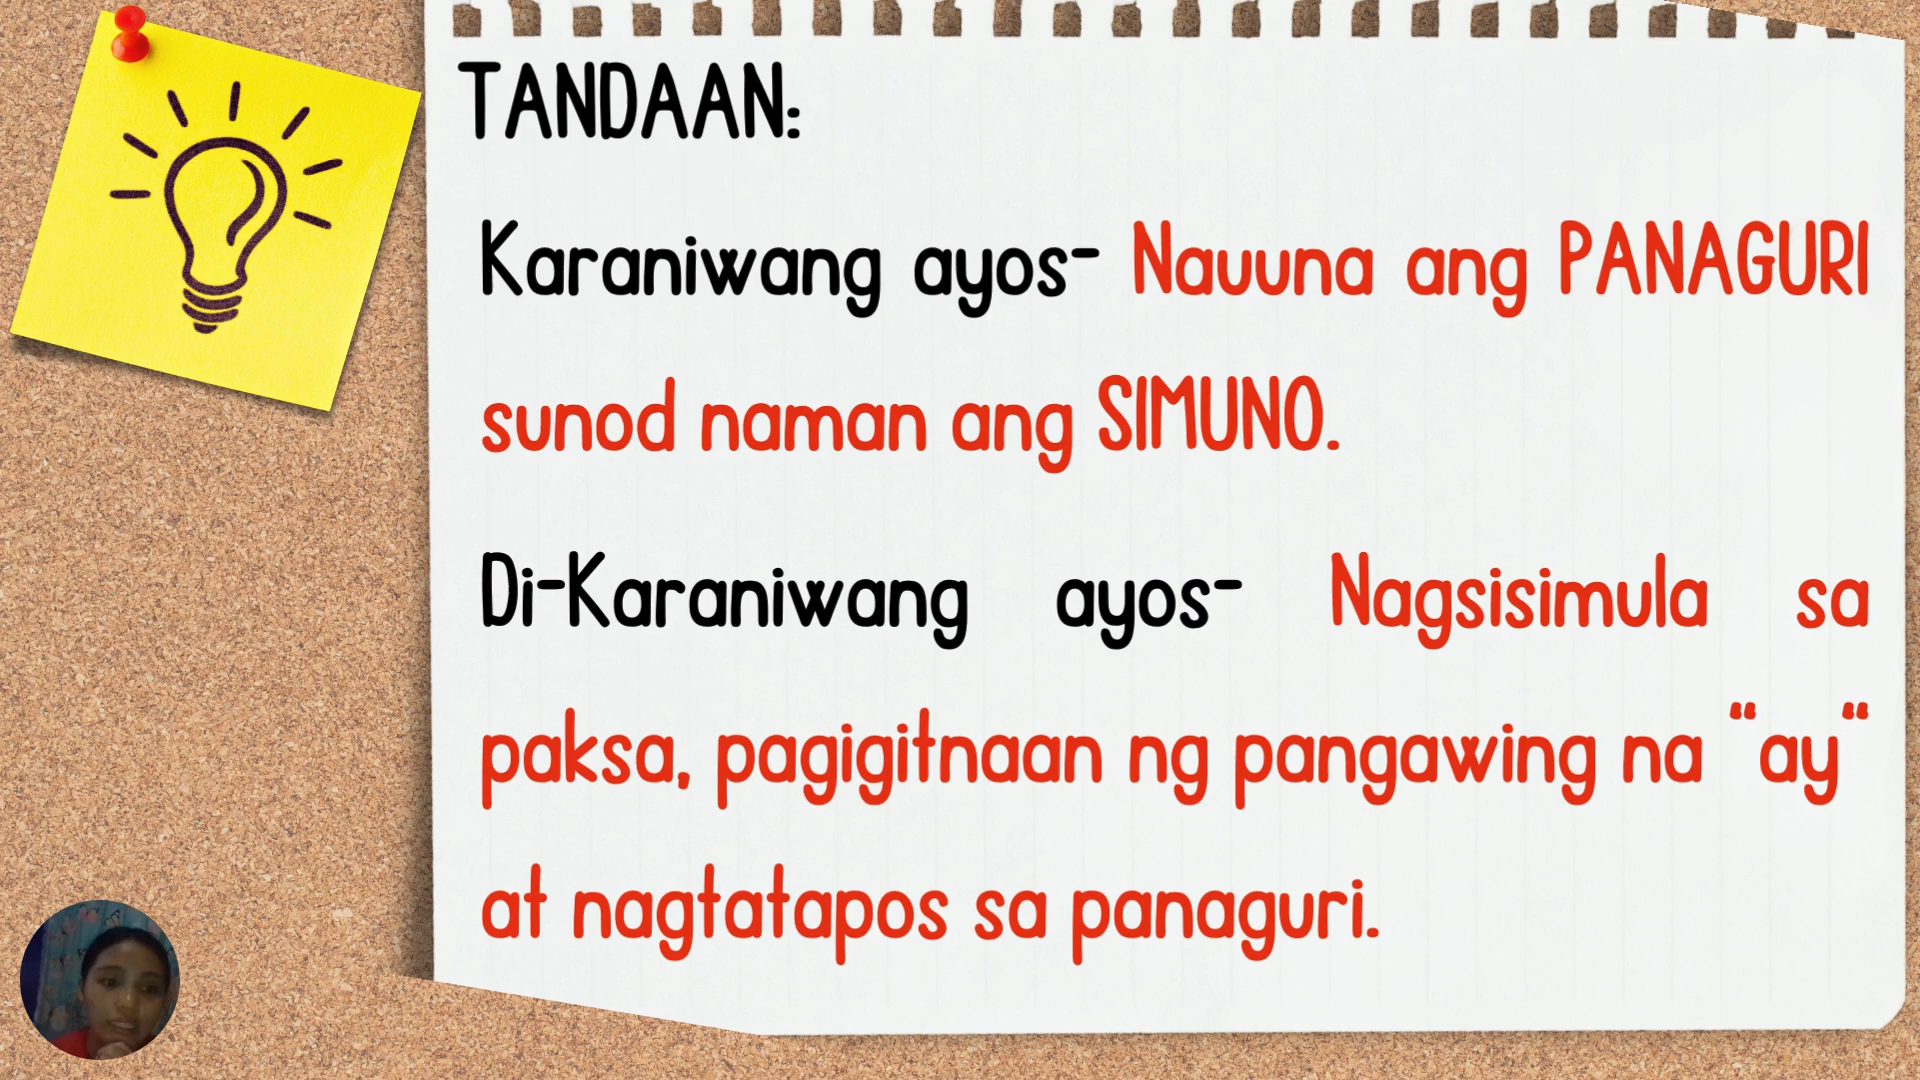 TANDAAN:
Karaniwang ayos- Nauuna ang PANAGURI
sunod naman ang SIMUNO.
Di-Karaniwang ayos- Nagsisimula sa
paksa, pagigitnaan ng pangawing na “ay“
at nagtatapos sa panaguri.